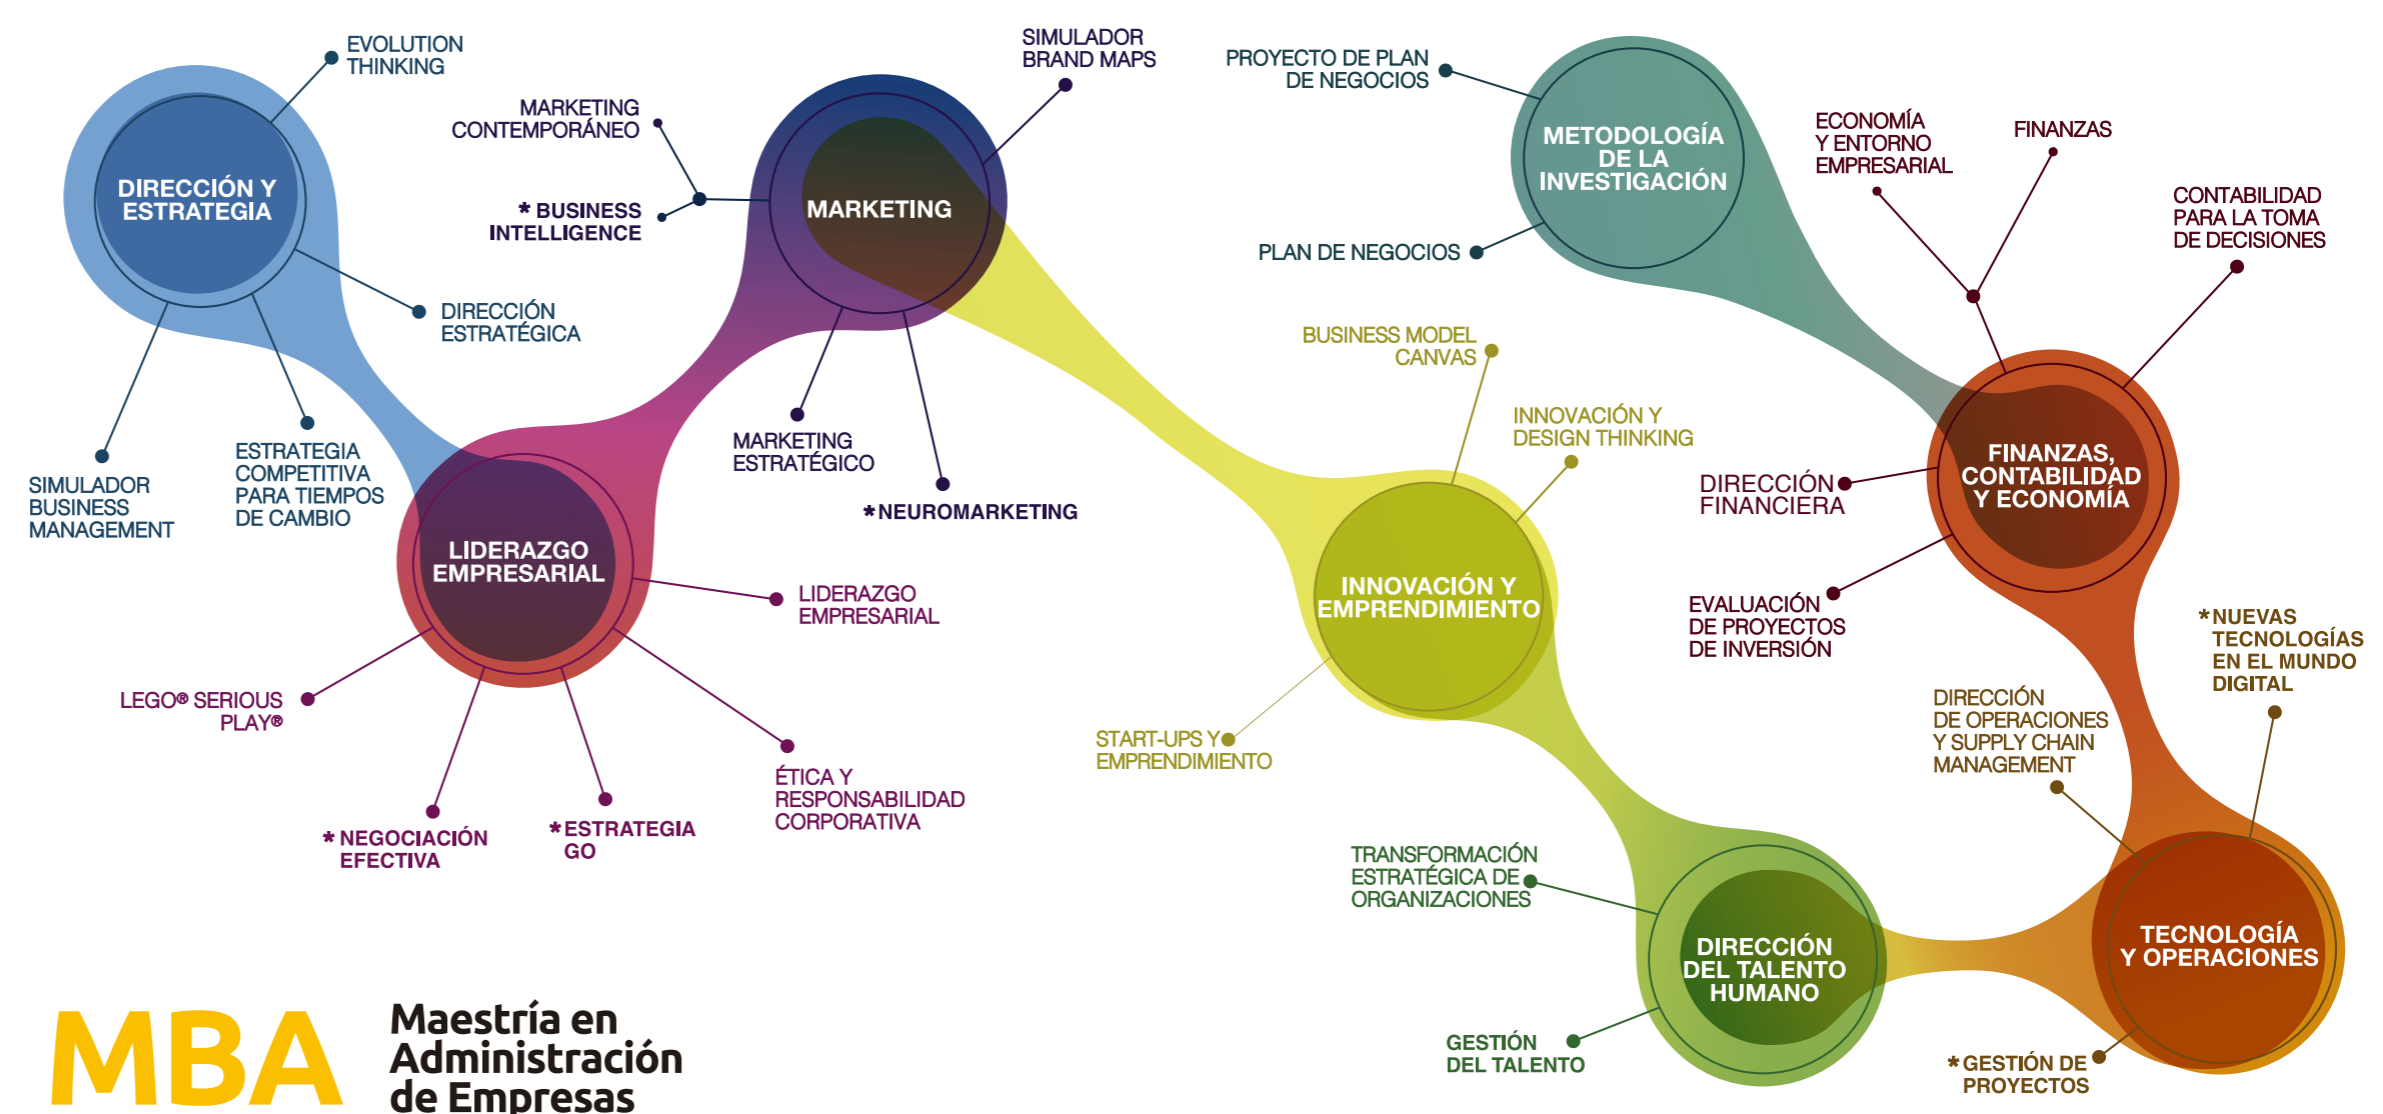 EVOLUTION
THINKING
DIRECCIÓN Y
ESTRATEGIA
DIRECCIÓN
ESTRATÉGICA
ESTRATEGIA
COMPETITIVA
PARA TIEMPOS
DE CAMBIO
SIMULADOR
BUSINESS
MANAGEMENT
MARKETING
CONTEMPORÁNEO
* BUSINESS
INTELLIGENCE
SIMULADOR
BRAND MAPS
MARKETING
MARKETING
ESTRATÉGICO
*NEUROMARKETING
LIDERAZGO
EMPRESARIAL
LIDERAZGO
EMPRESARIAL
LEGO® SERIOUS
PLAY®
* NEGOCIACIÓN
EFECTIVA
*ESTRATEGIA
GO
ÉTICA Y
RESPONSABILIDAD
CORPORATIVA
PROYECTO DE PLAN
DE NEGOCIOS
METODOLOGÍA
DE LA
INVESTIGACIÓN
PLAN DE NEGOCIOS
BUSINESS MODEL
CANVAS
INNOVACIÓN Y
DESIGN THINKING
INNOVACIÓN Y
EMPRENDIMIENTO
START-UPS Y
EMPRENDIMIENTO
ECONOMÍA
Y ENTORNO
EMPRESARIAL
FINANZAS
CONTABILIDAD
PARA LA TOMA
DE DECISIONES
FINANZAS,
CONTABILIDAD
Y ECONOMÍA
DIRECCIÓN
FINANCIERA
EVALUACIÓN
DE PROYECTOS
DE INVERSIÓN
*NUEVAS
TECNOLOGÍAS
EN EL MUNDO
DIGITAL
DIRECCIÓN
DE OPERACIONES
Y SUPPLY CHAIN
MANAGEMENT
TECNOLOGÍA
Y OPERACIONES
*GESTIÓN DE
PROYECTOS
TRANSFORMACIÓN
ESTRATÉGICA DE
ORGANIZACIONES
DIRECCIÓN
DEL TALENTO
HUMANO
GESTIÓN
DEL TALENTO
MBA
Maestría en
Administración
de Empresas